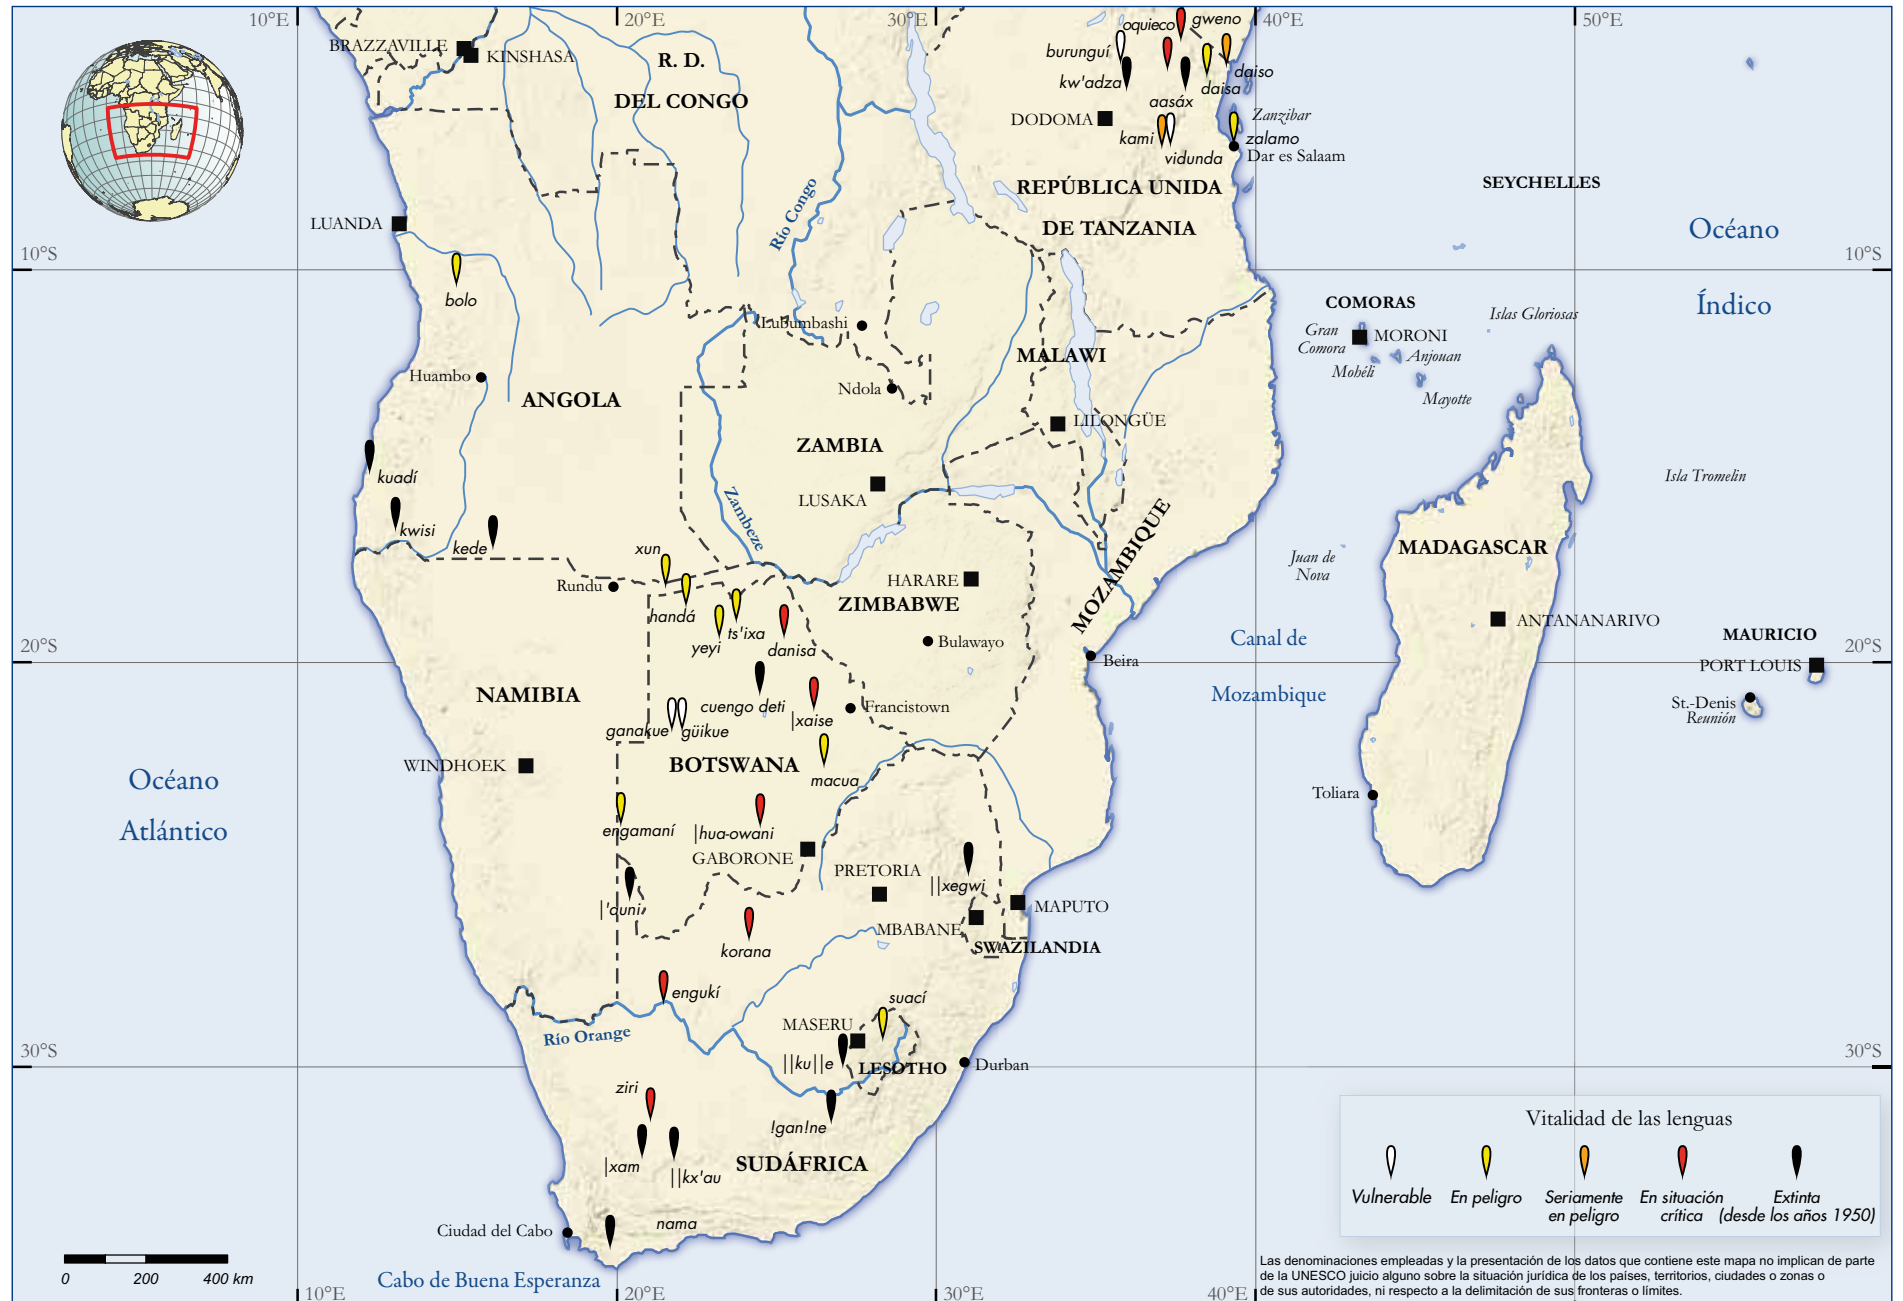 10°E
20°E
30°E
40°E
50°E
BRAZZAVILLE
KINSHASA
R. D.
DEL CONGO
oquieco
gweno
burunguí
kw'adza
daiso
daisa
aasáx
DODOMA
Zanzibar
kami
zalamo
vidunda
Dar es Salaam
REPÚBLICA UNIDA
DE TANZANIA
SEYCHELLES
Río Congo
LUANDA
Océano
Índico
10°S
10°S
bolo
COMORAS
Islas Gloriosas
Lubumbashi
Gran
Comora
MORONI
Anjouan
Mohéli
Mayotte
MALAWI
Huambo
Ndola
ANGOLA
LILONGÜE
ZAMBIA
kuadí
Isla Tromelin
LUSAKA
Zambeze
kwisi
kede
MOZAMBIQUE
MADAGASCAR
xun
Juan de
Nova
Rundu
HARARE
ZIMBABWE
handá
ts'ixa
yeyi
danisa
ANTANANARIVO
Bulawayo
Canal de
Mozambique
MAURICIO
20°S
20°S
Beira
PORT LOUIS
NAMIBIA
cuengo deti
|xaise
Francistown
St.-Denis
Reunión
ganakue
güikue
WINDHOEK
BOTSWANA
macua
Océano
Atlántico
Toliara
engamaní
|hua-owani
GABORONE
PRETORIA
||xegwi
|'auni
MAPUTO
MBABANE
SWAZILANDIA
korana
engukí
suací
Río Orange
MASERU
30°S
30°S
||ku||e
LESOTHO
Durban
ziri
!gan!ne
|xam
||kx'au
SUDÁFRICA
nama
Ciudad del Cabo
Cabo de Buena Esperanza
0
200
400 km
Vitalidad de las lenguas
Vulnerable
En peligro
Seriamente
en peligro
En situación
crítica
Extinta
(desde los años 1950)
Las denominaciones empleadas y la presentación de los datos que contiene este mapa no implican de parte
de la UNESCO juicio alguno sobre la situación jurídica de los países, territorios, ciudades o zonas o
de sus autoridades, ni respecto a la delimitación de sus fronteras o límites.
10°E
20°E
30°E
40°E